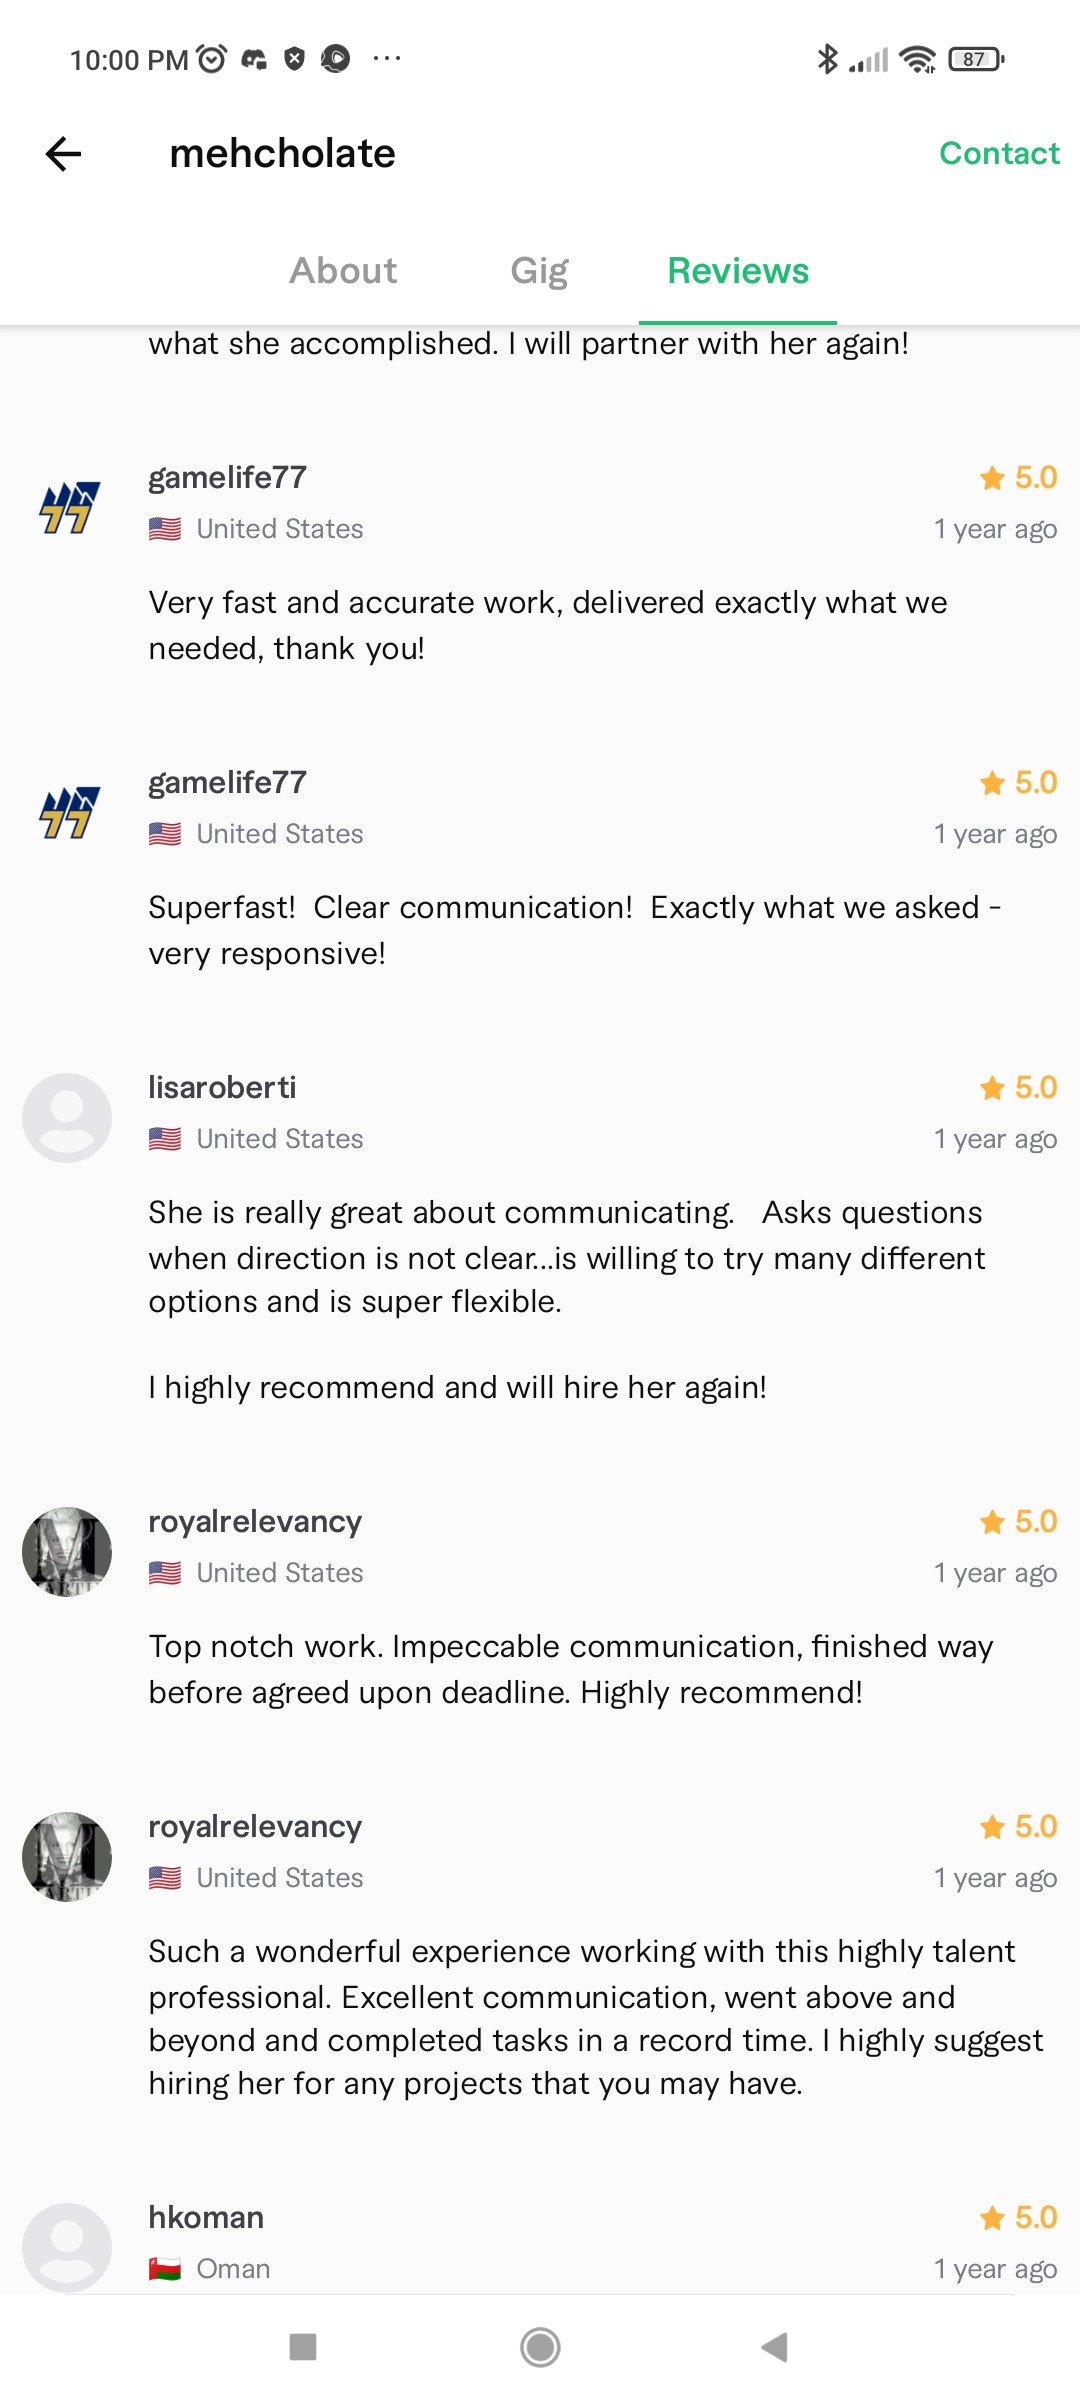 10:00 PM
87
mehcholate
Contact
About
Gig
Reviews
what she accomplished. I will partner with her again!
gamelife77
5.0
United States
1 year ago
Very fast and accurate work, delivered exactly what we
needed, thank you!
gamelife77
5.0
United States
1 year ago
Superfast!  Clear communication!  Exactly what we asked -
very responsive!
lisaroberti
5.0
United States
1 year ago
She is really great about communicating.   Asks questions
when direction is not clear...is willing to try many different
options and is super flexible.
I highly recommend and will hire her again!
royalrelevancy
5.0
United States
1 year ago
Top notch work. Impeccable communication, finished way
before agreed upon deadline. Highly recommend!
royalrelevancy
5.0
United States
1 year ago
Such a wonderful experience working with this highly talent
professional. Excellent communication, went above and
beyond and completed tasks in a record time. I highly suggest
hiring her for any projects that you may have.
hkoman
5.0
Oman
1 year ago